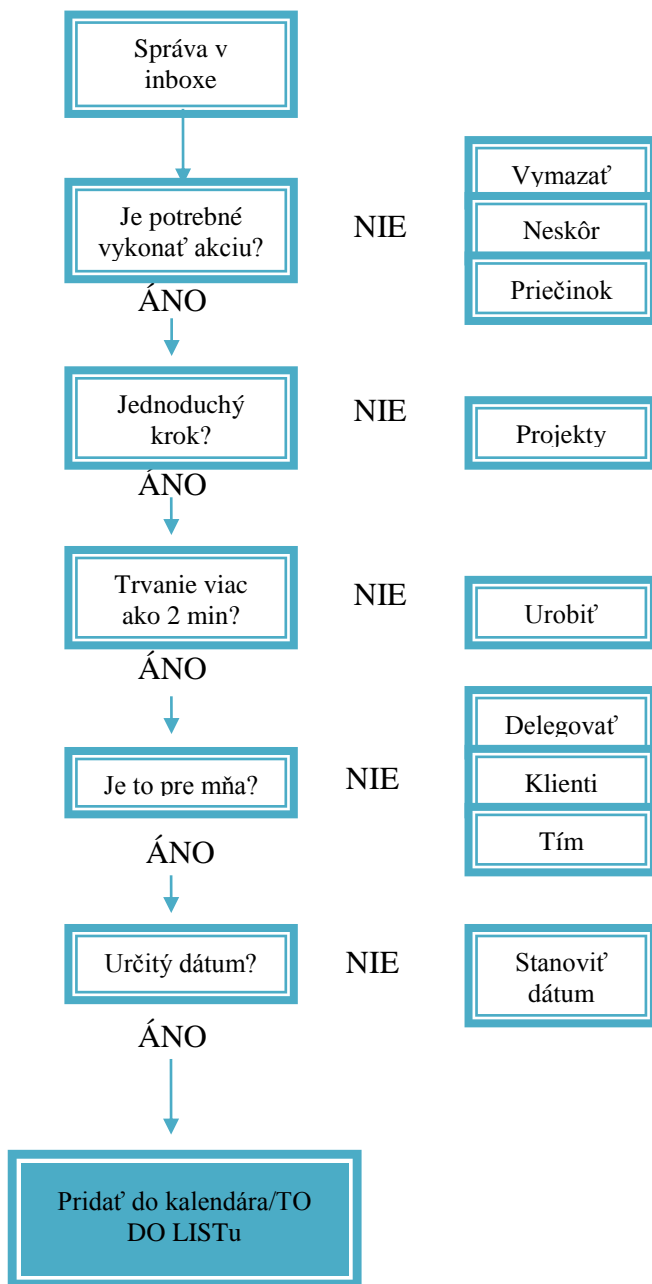 Správa v
inboxe
Je potrebné
vykonať akciu?
NIE
Vymazať
Neskôr
Priečinok
ÁNO
Jednoduchý
krok?
NIE
Projekty
ÁNO
Trvanie viac
ako 2 min?
NIE
Urobiť
ÁNO
Je to pre mňa?
NIE
Delegovať
Klienti
Tím
ÁNO
Určitý dátum?
NIE
Stanoviť
dátum
ÁNO
Pridať do kalendára/TO
DO LISTu